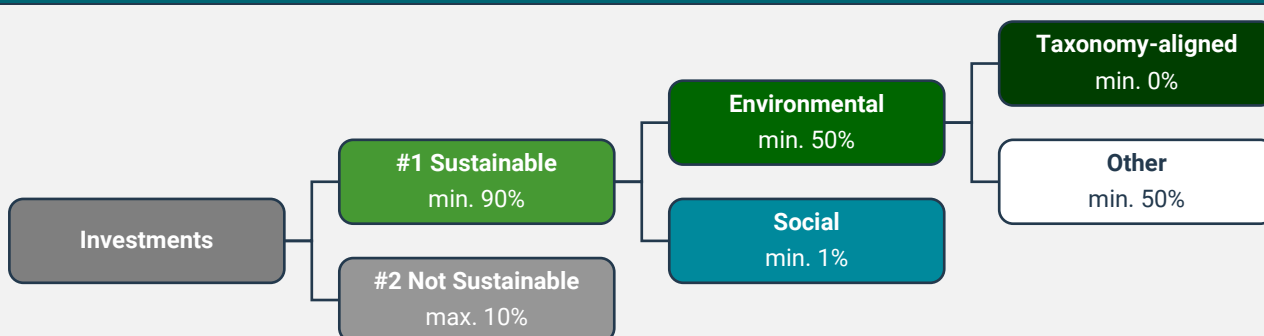 Taxonomy-aligned
min. 0%
Environmental
min. 50%
#1 Sustainable
min. 90%
Other
min. 50%
Investments
Social
min. 1%
#2 Not Sustainable
max. 10%